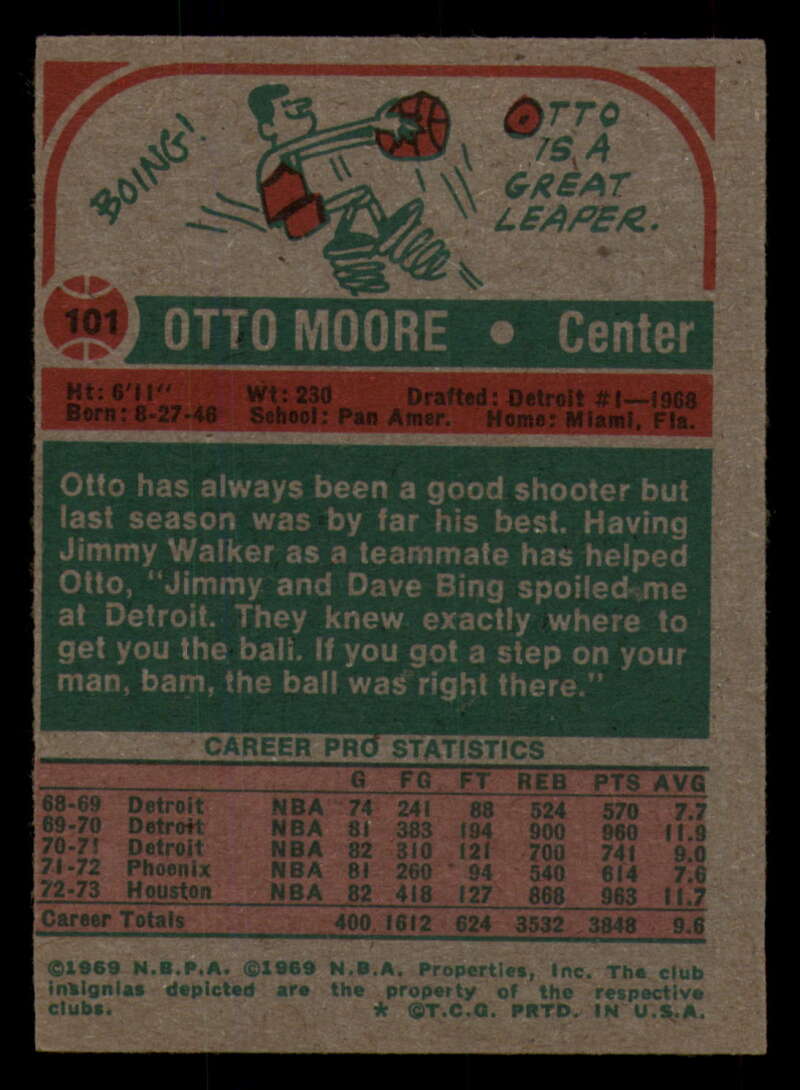 BOING!
OTTO
IS A
GREAT
LEAPER.
101 OTTO MOORE • Center
Ht: 6'11" Wt: 230 Drafted: Detroit #1—1968
Born: 8-27-46 School: Pan Amer. Home: Miami, Fla.
Otto has always been a good shooter but
last season was by far his best. Having
Jimmy Walker as a teammate has helped
Otto, "Jimmy and Dave Bing spoiled me
at Detroit. They knew exactly where to
get you the ball. If you got a step on your
man, bam, the ball was right there."
CAREER PRO STATISTICS
G FG FT REB PTS AVG
68-69 Detroit NBA 74 241 88 524 570 7.7
69-70 Detroit NBA 81 383 194 900 960 11.9
70-71 Detroit NBA 82 310 121 700 741 9.0
71-72 Phoenix NBA 81 260 94 540 614 7.6
72-73 Houston NBA 82 418 127 868 963 11.7
Career Totals 400 1612 624 3532 3848 9.6
©1969 N.B.P.A. ©1969 N.B.A. Properties, Inc. The club
insignias depicted are the property of the respective
clubs. * ©T.C.G. PRTD. IN U.S.A.